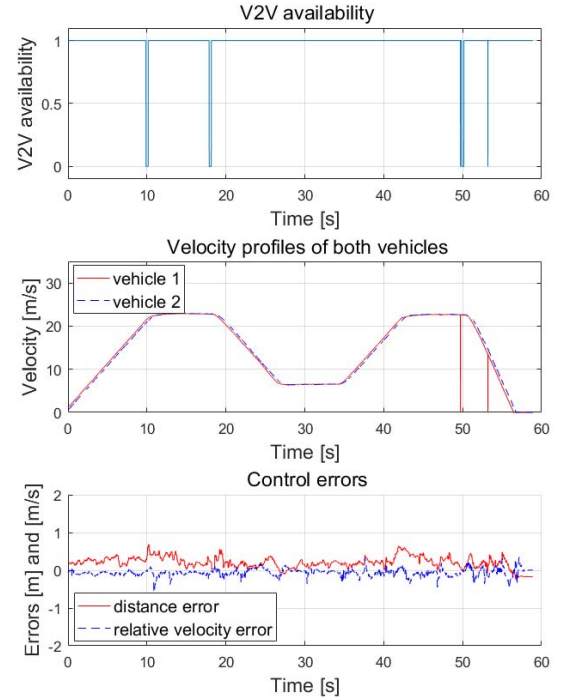 V2V availability
V2V availability
1
0.5
0
0 10 20 30 40 50 60
Time [s]
Velocity profiles of both vehicles
Velocity [m/s]
30
20
10
0
vehicle 1
vehicle 2
0 10 20 30 40 50 60
Time [s]
Control errors
Errors [m] and [m/s]
2
1
0
-1
-2
distance error
relative velocity error
0 10 20 30 40 50 60
Time [s]